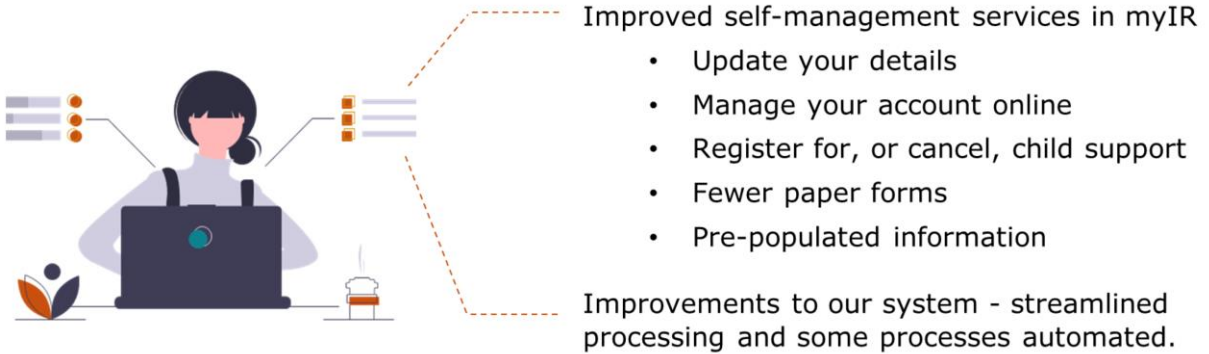 Improved self-management services in myIR
• Update your details
• Manage your account online
• Register for, or cancel, child support
• Fewer paper forms
• Pre-populated information
Improvements to our system - streamlined
processing and some processes automated.